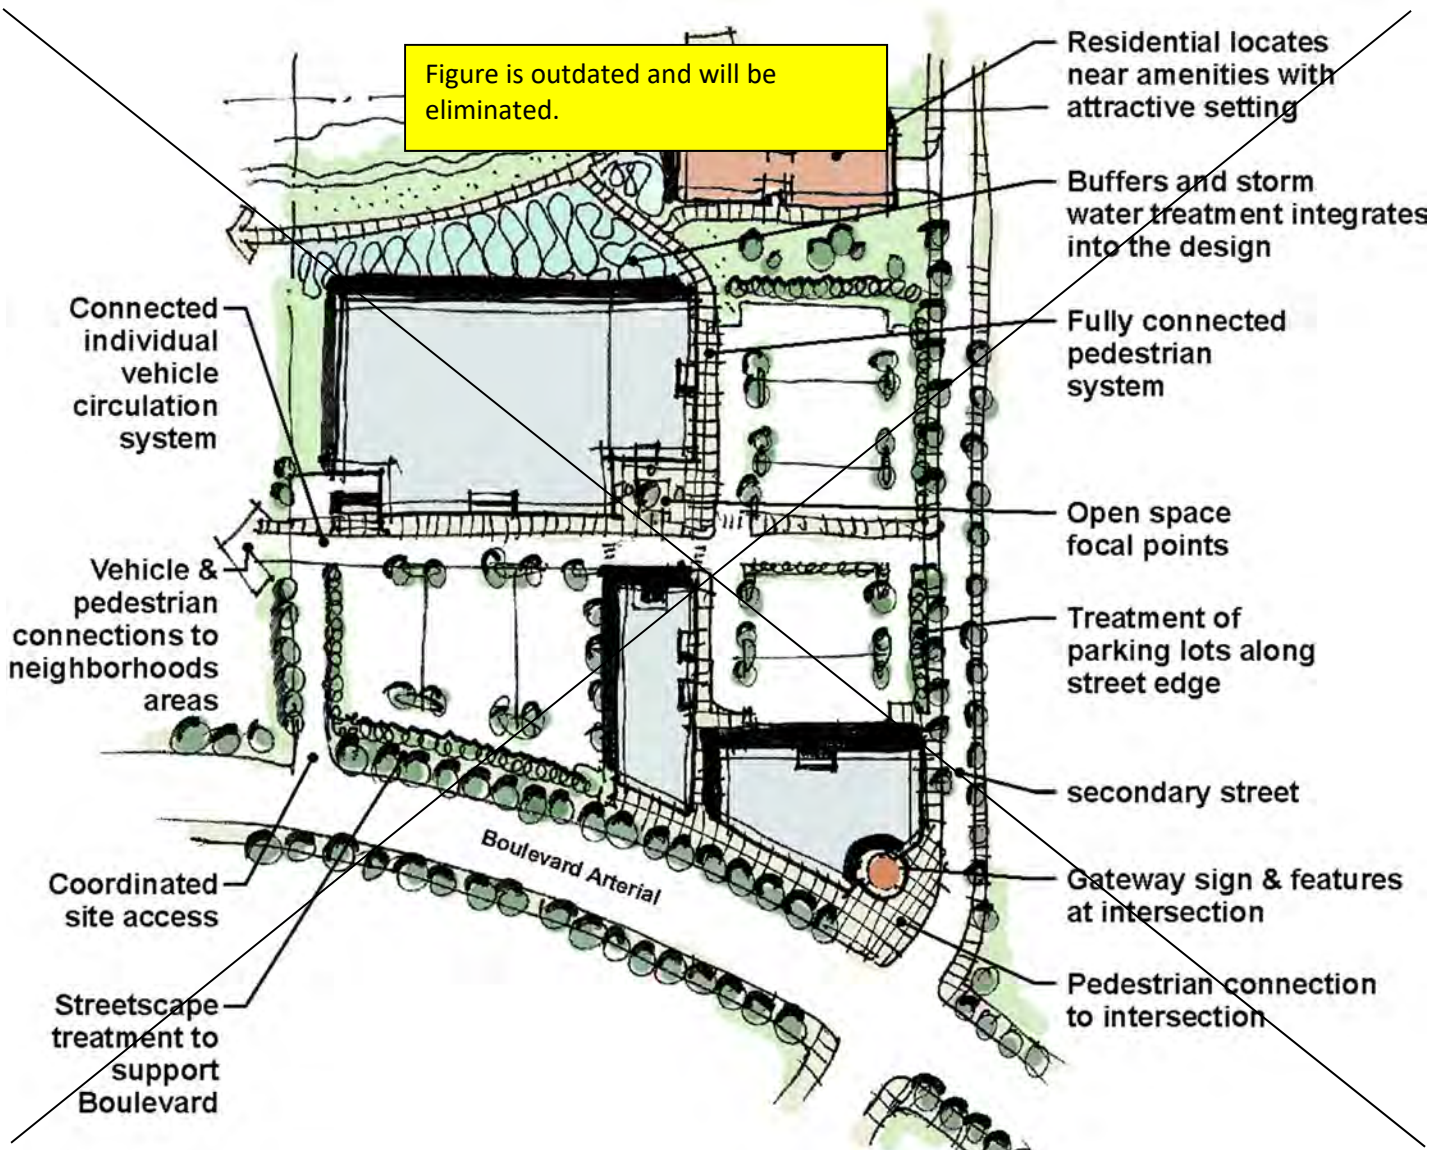 Figure is outdated and will be
eliminated.
Residential locates
near amenities with
attractive setting
Buffers and storm
water treatment integrates
into the design
Fully connected
pedestrian
system
Open space
focal points
Treatment of
parking lots along
street edge
secondary street
Gateway sign & features
at intersection
Pedestrian connection
to intersection
Connected
individual
vehicle
circulation
system
Vehicle &
pedestrian
connections to
neighborhoods
areas
Coordinated
site access
Streetscape
treatment to
support
Boulevard
Boulevard Arterial